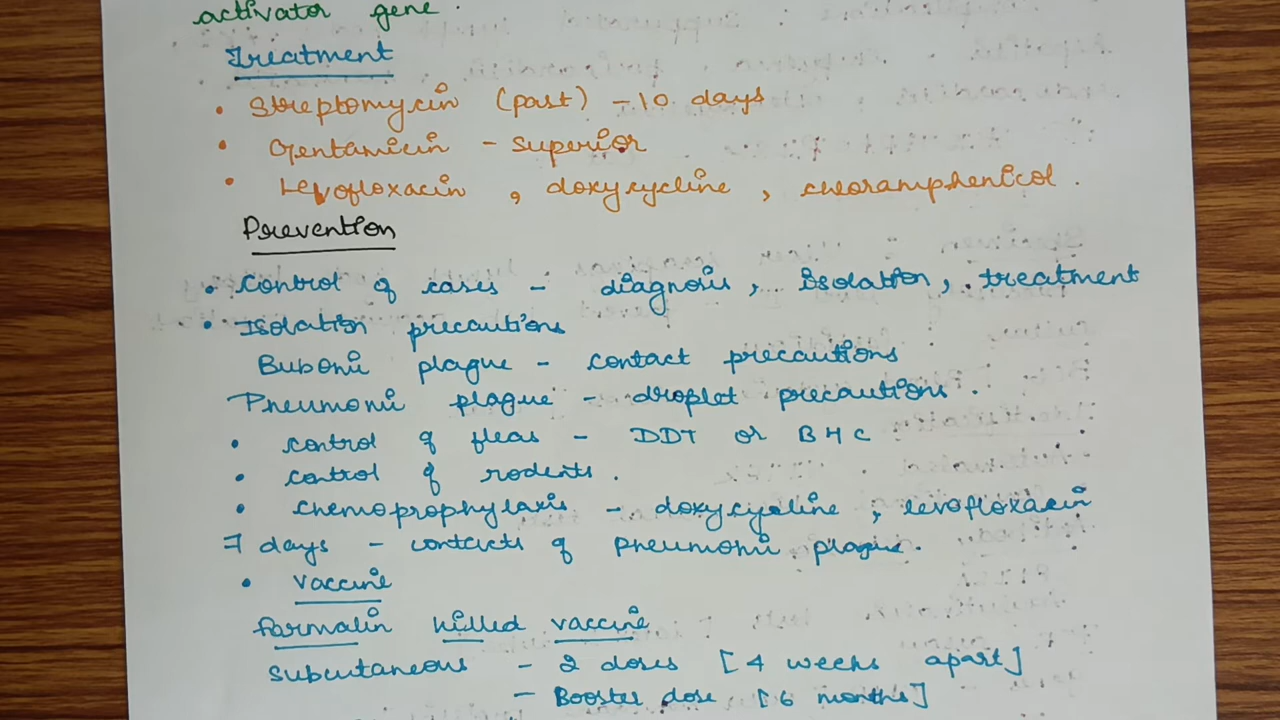 activator gene.
Treatment
• Streptomycin (past) - 10 days
• Gentamicin - superior
• Levofloxacin, doxycycline, chloramphenicol.
Prevention
• control of cases - diagnosis, isolation, treatment
• Isolation precautions
Bubonic plague - contact precautions
Pneumonic plague - droplet precautions.
• control of fleas - DDT or BHC
• control of rodents.
• chemoprophylaxis - doxycycline, levofloxacin
7 days - contacts of pneumonic plague.
• vaccine
Formalin killed vaccine
subcutaneous - 2 doses [4 weeks apart]
- Booster dose [6 months]